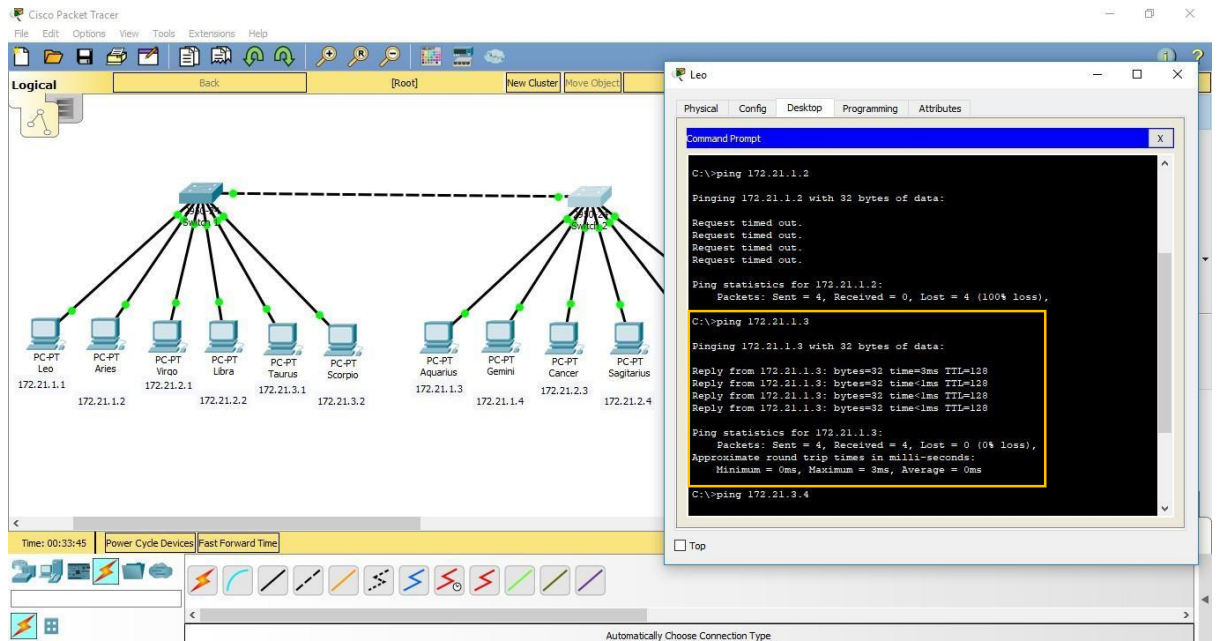 Cisco Packet Tracer
File Edit Options View Tools Extensions Help
Logical
Back
[Root]
New Cluster
Move Object
Switch 1
Switch 2
PC-PT
Leo
172.21.1.1
PC-PT
Aries
172.21.1.2
PC-PT
Virgo
172.21.2.1
PC-PT
Libra
172.21.2.2
PC-PT
Taurus
172.21.3.1
PC-PT
Scorpio
172.21.3.2
PC-PT
Aquarius
172.21.1.3
PC-PT
Gemini
172.21.1.4
PC-PT
Cancer
172.21.2.3
PC-PT
Sagitarius
172.21.2.4
Leo
Physical Config Desktop Programming Attributes
Command Prompt
X
C:\>ping 172.21.1.2
Pinging 172.21.1.2 with 32 bytes of data:
Request timed out.
Request timed out.
Request timed out.
Request timed out.
Ping statistics for 172.21.1.2:
Packets: Sent = 4, Received = 0, Lost = 4 (100% loss),
C:\>ping 172.21.1.3
Pinging 172.21.1.3 with 32 bytes of data:
Reply from 172.21.1.3: bytes=32 time=3ms TTL=128
Reply from 172.21.1.3: bytes=32 time<1ms TTL=128
Reply from 172.21.1.3: bytes=32 time<1ms TTL=128
Reply from 172.21.1.3: bytes=32 time<1ms TTL=128
Ping statistics for 172.21.1.3:
Packets: Sent = 4, Received = 4, Lost = 0 (0% loss),
Approximate round trip times in milli-seconds:
Minimum = 0ms, Maximum = 3ms, Average = 0ms
C:\>ping 172.21.3.4
Top
Time: 00:33:45
Power Cycle Devices
Fast Forward Time
Automatically Choose Connection Type